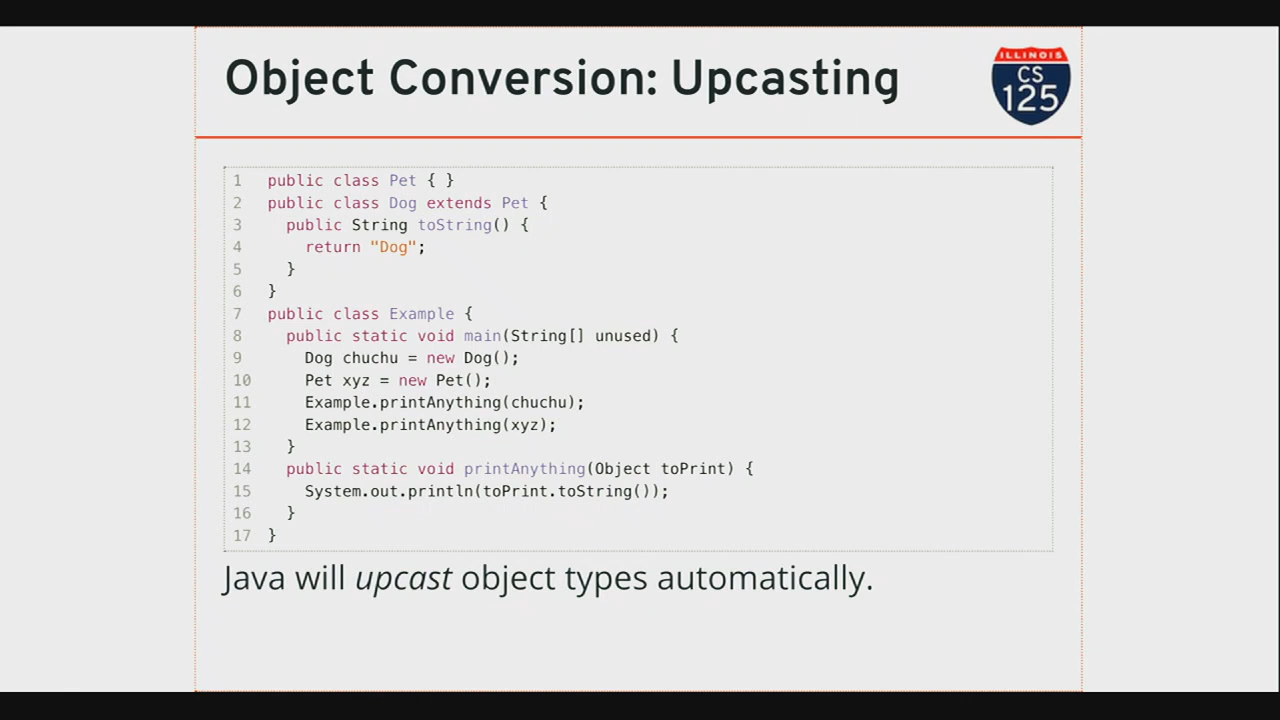 Object Conversion: Upcasting
ILLINOIS
CS
125
1 public class Pet { }
2 public class Dog extends Pet {
3   public String toString() {
4     return "Dog";
5   }
6 }
7 public class Example {
8   public static void main(String[] unused) {
9     Dog chuchu = new Dog();
10     Pet xyz = new Pet();
11     Example.printAnything(chuchu);
12     Example.printAnything(xyz);
13   }
14   public static void printAnything(Object toPrint) {
15     System.out.println(toPrint.toString());
16   }
17 }
Java will upcast object types automatically.